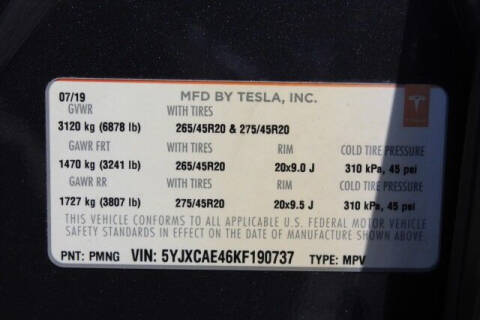 07/19 MFD BY TESLA, INC.
GVWR WITH TIRES
3120 kg (6878 lb) 265/45R20 & 275/45R20
GAWR FRT WITH TIRES RIM COLD TIRE PRESSURE
1470 kg (3241 lb) 265/45R20 20x9.0 J 310 kPa, 45 psi
GAWR RR WITH TIRES RIM COLD TIRE PRESSURE
1727 kg (3807 lb) 275/45R20 20x9.5 J 310 kPa, 45 psi
THIS VEHICLE CONFORMS TO ALL APPLICABLE U.S. FEDERAL MOTOR VEHICLE
SAFETY STANDARDS IN EFFECT ON THE DATE OF MANUFACTURE SHOWN ABOVE.
PNT: PMNG VIN: 5YJXCAE46KF190737 TYPE: MPV